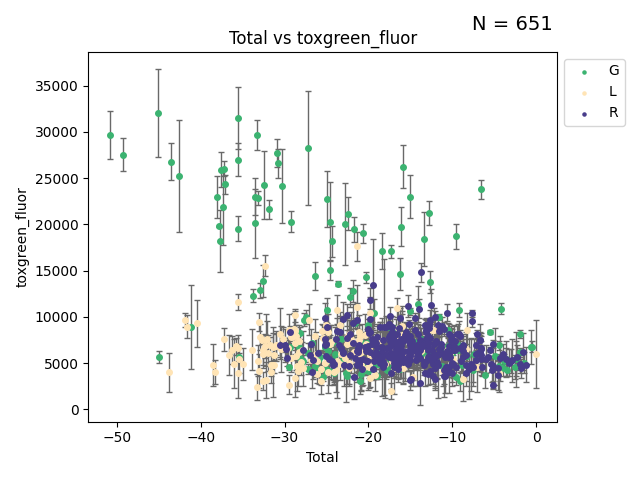 N = 651
Total vs toxgreen_fluor
G
L
R
toxgreen_fluor
35000
30000
25000
20000
15000
10000
5000
0
−50
−40
−30
−20
−10
0
Total